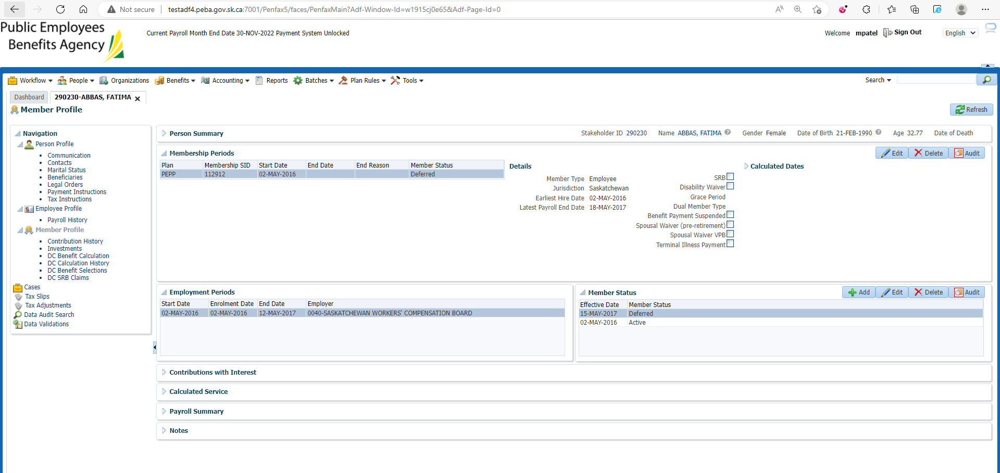 Not secure | testadf4.peba.gov.sk.ca:7001/Penfax5/faces/PenfaxMain?Adf-Window-Id=w1915cj0e65&Adf-Page-Id=0
Public Employees
Benefits Agency
Current Payroll Month End Date 30-NOV-2022 Payment System Unlocked
Welcome mpatel Sign Out English
Workflow People Organizations Benefits Accounting Reports Batches Plan Rules Tools Search
Dashboard 290230-ABBAS, FATIMA
Member Profile
Refresh
Navigation
Person Profile
Communication
Contacts
Marital Status
Beneficiaries
Legal Orders
Payment Instructions
Tax Instructions
Employee Profile
Payroll History
Member Profile
Contribution History
Investments
DC Benefit Calculation
DC Calculation History
DC Benefit Selections
DC SRB Claims
Cases
Tax Slips
Tax Adjustments
Data Audit Search
Data Validations
Person Summary Stakeholder ID 290230 Name ABBAS, FATIMA Gender Female Date of Birth 21-FEB-1990 Age 32.77 Date of Death
Membership Periods Edit Delete Audit
Plan Membership SID Start Date End Date End Reason Member Status
PEPP 112912 02-MAY-2016 Deferred
Details
Member Type Employee
Jurisdiction Saskatchewan
Earliest Hire Date 02-MAY-2016
Latest Payroll End Date 18-MAY-2017
SRB
Disability Waiver
Grace Period
Dual Member Type
Benefit Payment Suspended
Spousal Waiver (pre-retirement)
Spousal Waiver VPB
Terminal Illness Payment
Calculated Dates
Employment Periods
Start Date Enrolment Date End Date Employer
02-MAY-2016 02-MAY-2016 12-MAY-2017 0040-SASKATCHEWAN WORKERS' COMPENSATION BOARD
Member Status Add Edit Delete Audit
Effective Date Member Status
15-MAY-2017 Deferred
02-MAY-2016 Active
Contributions with Interest
Calculated Service
Payroll Summary
Notes